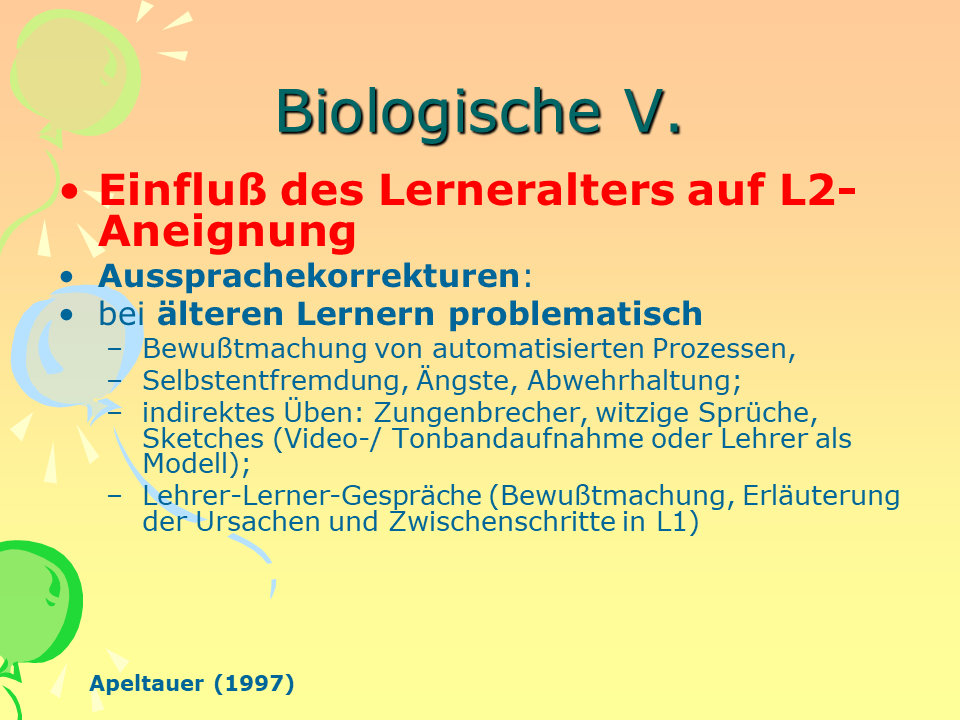 Biologische V.
• Einfluß des Lerneralters auf L2-
Aneignung
• Aussprachekorrekturen:
• bei älteren Lernern problematisch
– Bewußtmachung von automatisierten Prozessen,
– Selbstentfremdung, Ängste, Abwehrhaltung;
– indirektes Üben: Zungenbrecher, witzige Sprüche,
Sketches (Video-/ Tonbandaufnahme oder Lehrer als
Modell);
– Lehrer-Lerner-Gespräche (Bewußtmachung, Erläuterung
der Ursachen und Zwischenschritte in L1)
Apeltauer (1997)